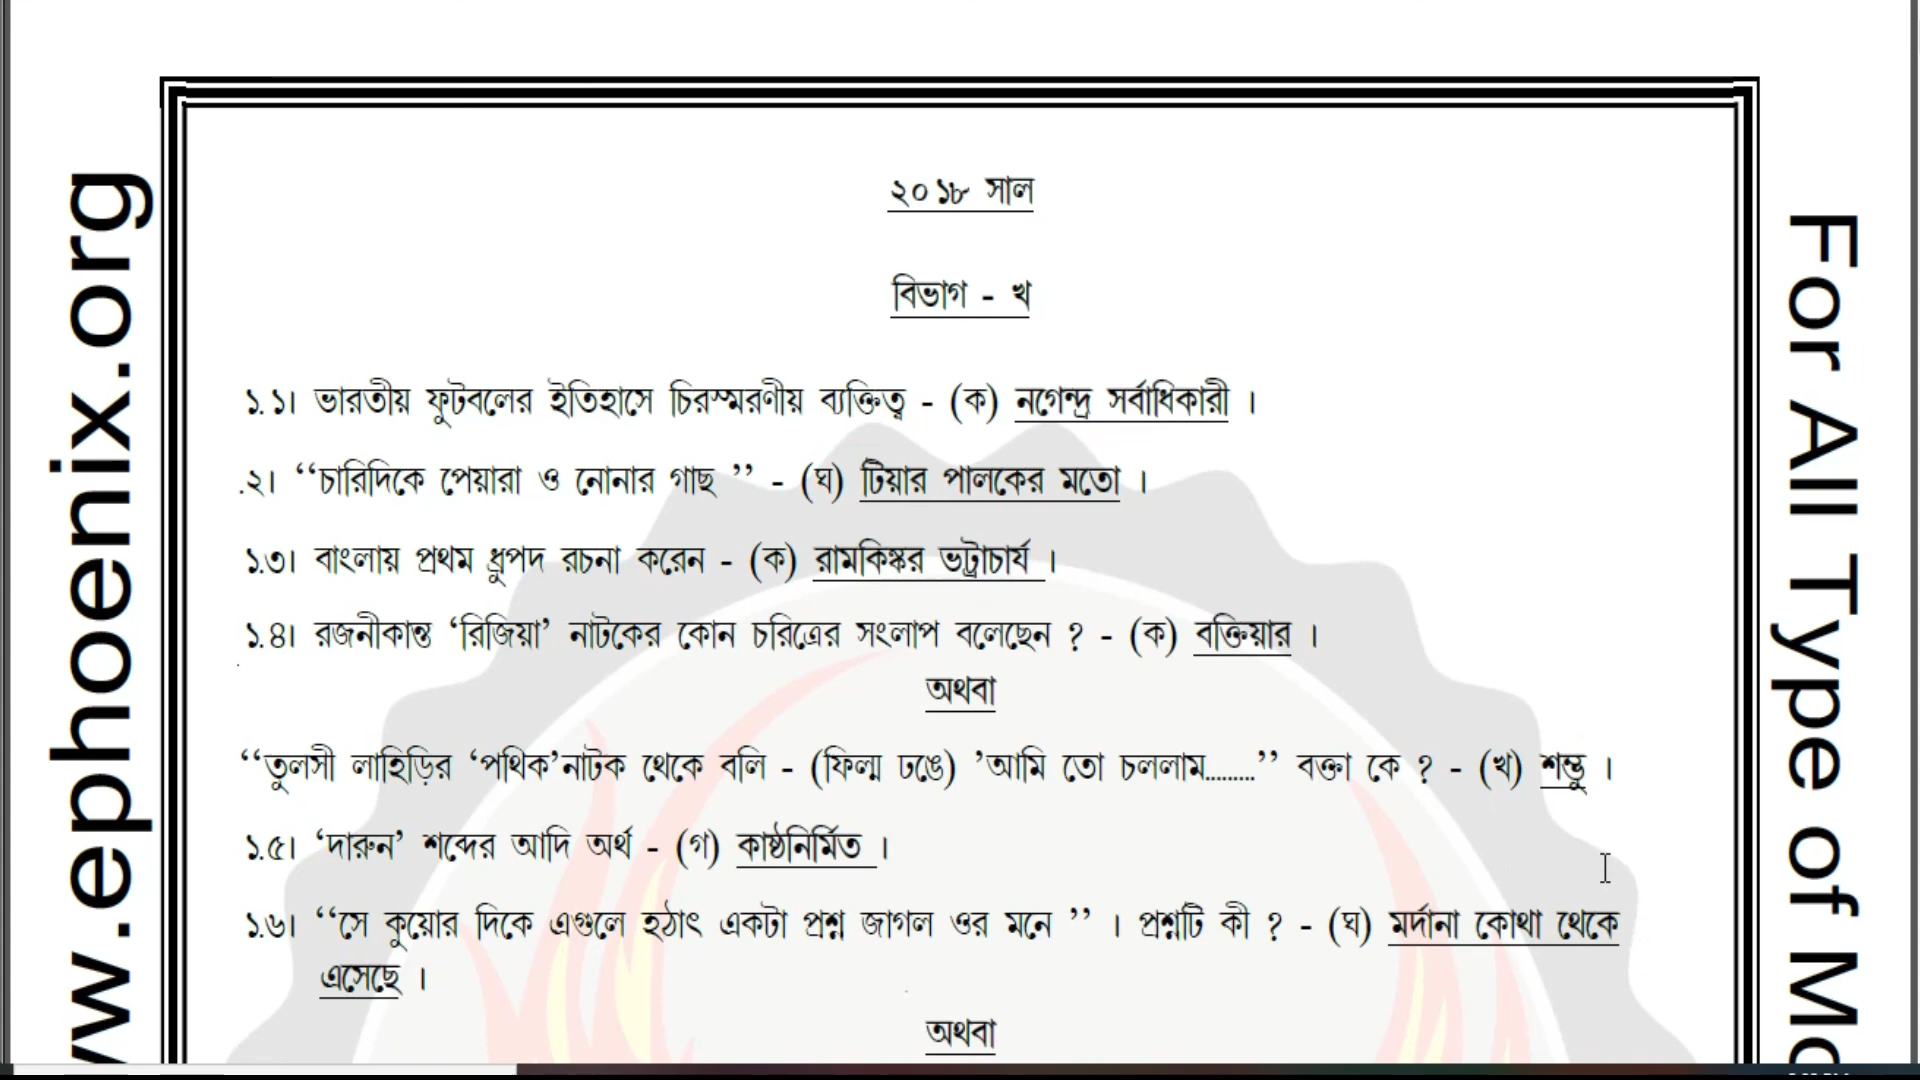 ২০১৮ সাল
বিভাগ - খ
১.১। ভারতীয় ফুটবলের ইতিহাসে চিরস্মরণীয় ব্যক্তিত্ব - (ক) নগেন্দ্র সর্বাধিকারী ।
.২। ‘‘চারিদিকে পেয়ারা ও নোনার গাছ ’’ - (ঘ) টিয়ার পালকের মতো ।
১.৩। বাংলায় প্রথম ধ্রুপদ রচনা করেন - (ক) রামকিঙ্কর ভট্রাচার্য ।
১.৪। রজনীকান্ত ‘রিজিয়া’ নাটকের কোন চরিত্রের সংলাপ বলেছেন ? - (ক) বক্তিয়ার ।
অথবা
‘‘তুলসী লাহিড়ির ‘পথিক’নাটক থেকে বলি - (ফিল্ম ঢঙে) ’আমি তো চললাম.........’’ বক্তা কে ? - (খ) শম্ভু ।
১.৫। ‘দারুন’ শব্দের আদি অর্থ - (গ) কাষ্ঠনির্মিত ।
১.৬। ‘‘সে কুয়োর দিকে এগুলে হঠাৎ একটা প্রশ্ন জাগল ওর মনে ’’ । প্রশ্নটি কী ? - (ঘ) মর্দানা কোথা থেকে
এসেছে ।
অথবা
w.ephoenix.org
For All Type of Mo